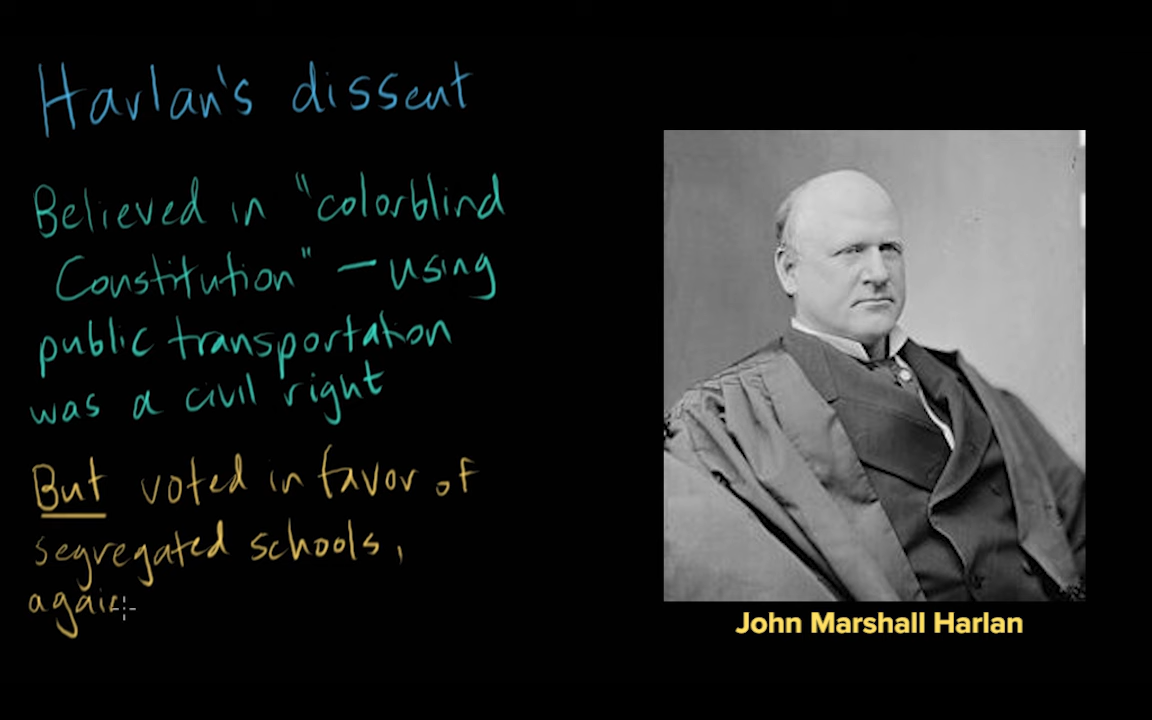 Harlan's dissent
Believed in "colorblind
Constitution" - using
public transportation
was a civil right
But voted in favor of
segregated schools,
John Marshall Harlan